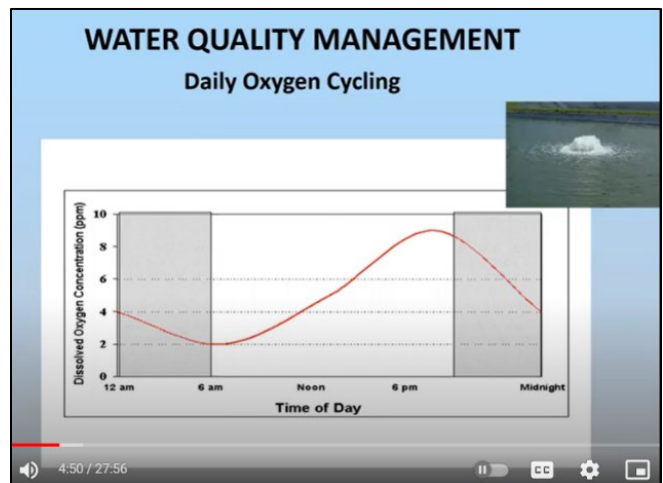 WATER QUALITY MANAGEMENT
Daily Oxygen Cycling
Dissolved Oxygen Concentration (ppm)
10
8
6
4
2
0
12 am 6 am Noon 6 pm Midnight
Time of Day
4:50 / 27:56
CC